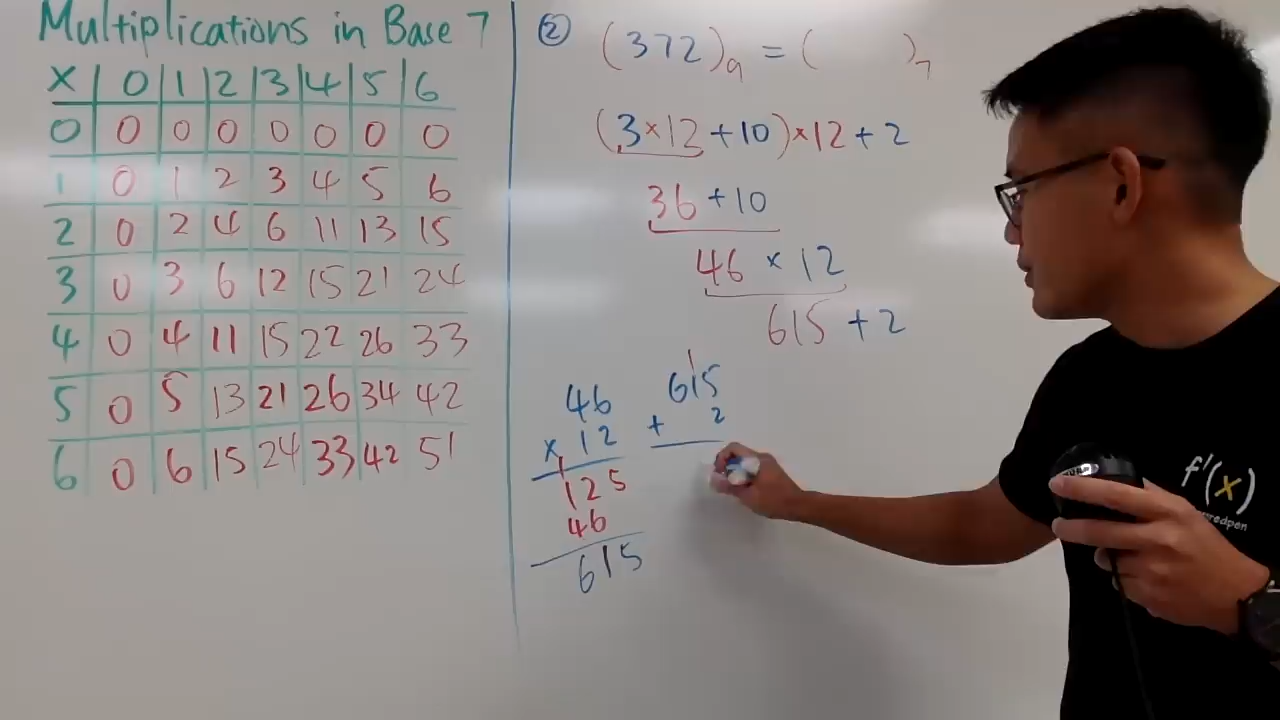 Multiplications in Base 7
x 0 1 2 3 4 5 6
0 0 0 0 0 0 0 0
1 0 1 2 3 4 5 6
2 0 2 4 6 11 13 15
3 0 3 6 12 15 21 24
4 0 4 11 15 22 26 33
5 0 5 13 21 26 34 42
6 0 6 15 24 33 42 51
② (372)9 = ( )7
(3×12+10)×12+2
36+10
46 × 12
615 + 2
46
x 12
1
125
46
615
1
615
+ 2
f'(x)